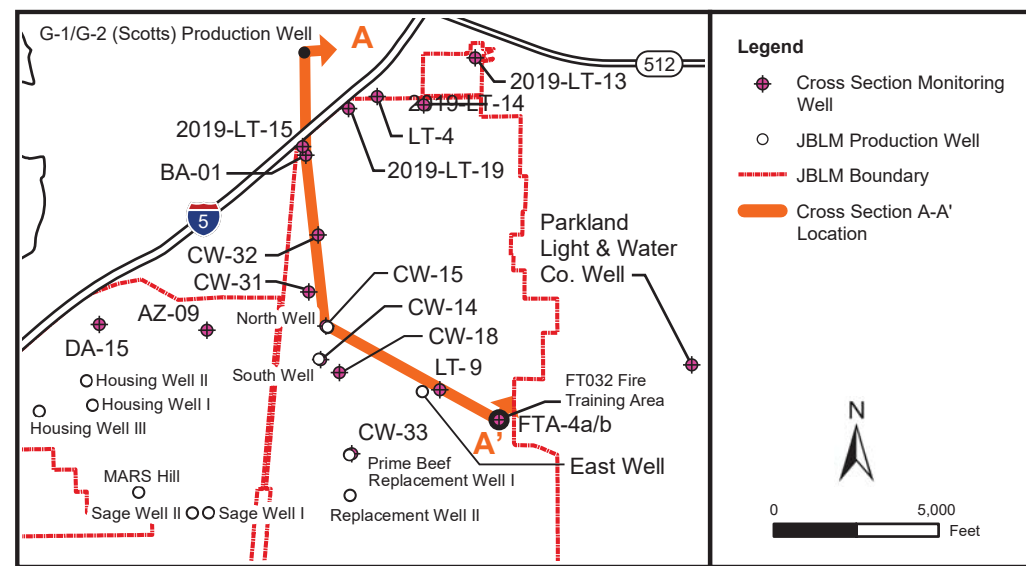 G-1/G-2 (Scotts) Production Well
A
512
2019-LT-13
2019-LT-14
2019-LT-15
LT-4
BA-01
2019-LT-19
5
Parkland
Light & Water
Co. Well
CW-32
CW-31
CW-15
AZ-09
North Well
CW-14
DA-15
CW-18
South Well
LT-9
Housing Well II
FT032 Fire
Training Area
Housing Well I
Housing Well III
FTA-4a/b
A’
CW-33
East Well
Prime Beef
Replacement Well I
MARS Hill
Sage Well II
Sage Well I
Replacement Well II
Legend
Cross Section Monitoring
Well
JBLM Production Well
JBLM Boundary
Cross Section A-A'
Location
N
0 5,000
Feet